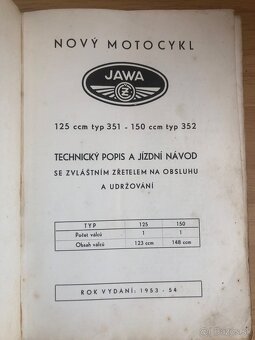 NOVÝ MOTOCYKL
JAWA
ČZ
125 ccm typ 351 - 150 ccm typ 352
TECHNICKÝ POPIS A JÍZDNÍ NÁVOD
SE ZVLÁŠTNÍM ZŘETELEM NA OBSLUHU
A UDRŽOVÁNÍ
TYP 125 150
Počet válců 1 1
Obsah válců 123 ccm 148 ccm
ROK VYDÁNÍ: 1953 - 54